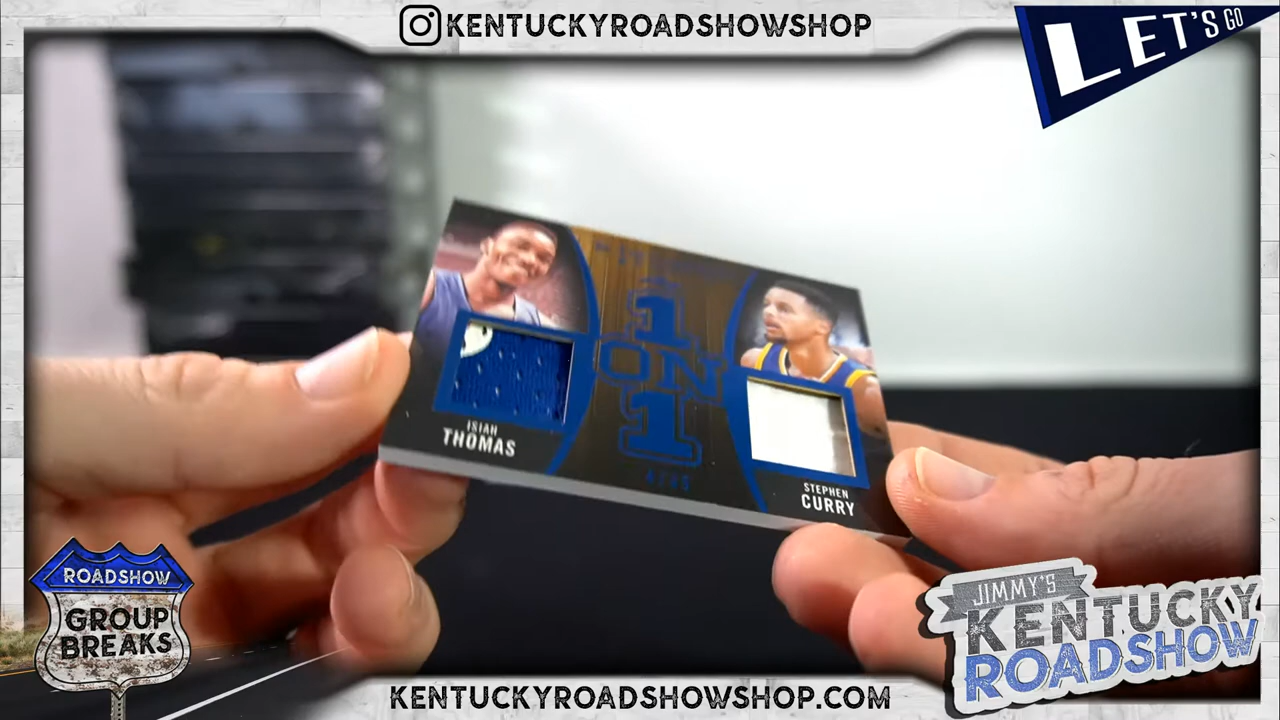 KENTUCKYROADSHOWSHOP
LET'S GO
1
ON
1
ISIAH
THOMAS
STEPHEN
CURRY
ROADSHOW
GROUP
BREAKS
JIMMY'S
KENTUCKY
ROADSHOW
KENTUCKYROADSHOWSHOP.COM